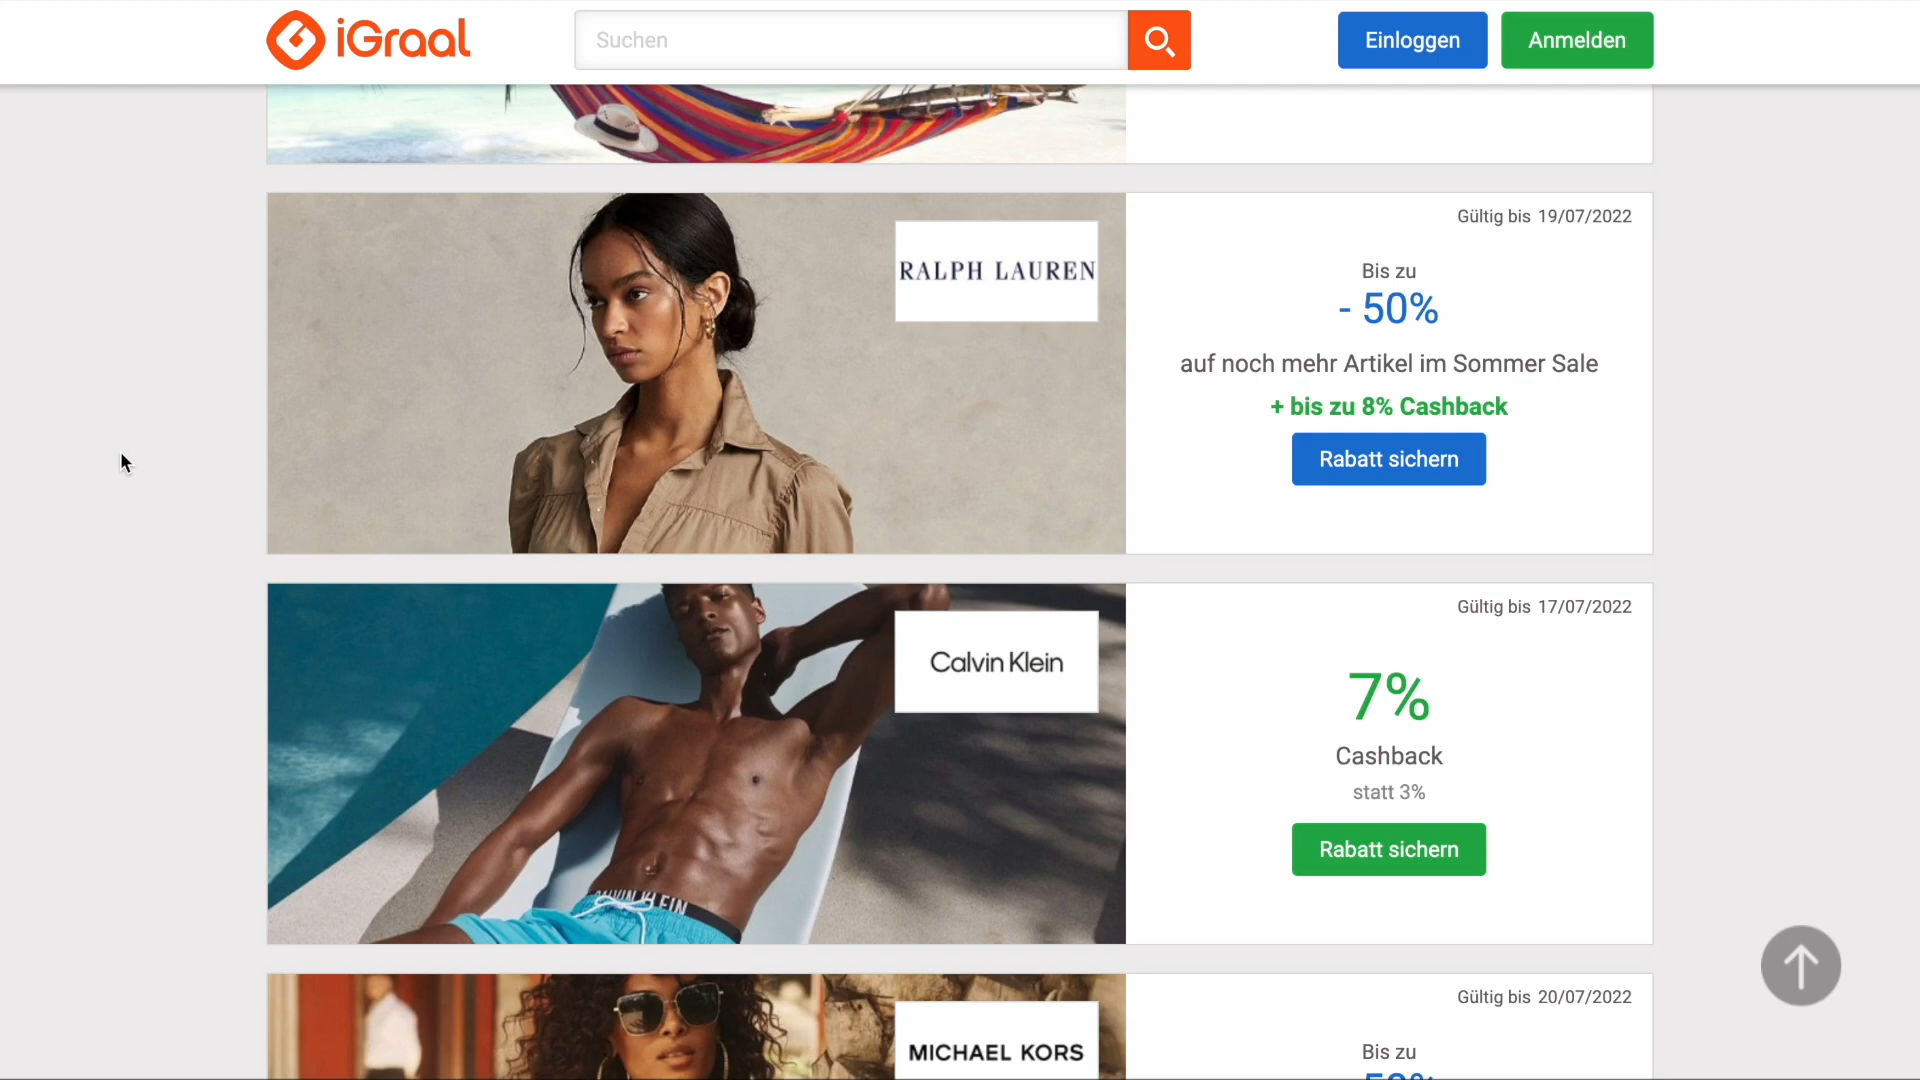 iGraal
Suchen
Einloggen
Anmelden
RALPH LAUREN
Gültig bis 19/07/2022
Bis zu
- 50%
auf noch mehr Artikel im Sommer Sale
+ bis zu 8% Cashback
Rabatt sichern
Calvin Klein
CALVIN KLEIN
Gültig bis 17/07/2022
7%
Cashback
statt 3%
Rabatt sichern
MICHAEL KORS
Gültig bis 20/07/2022
Bis zu